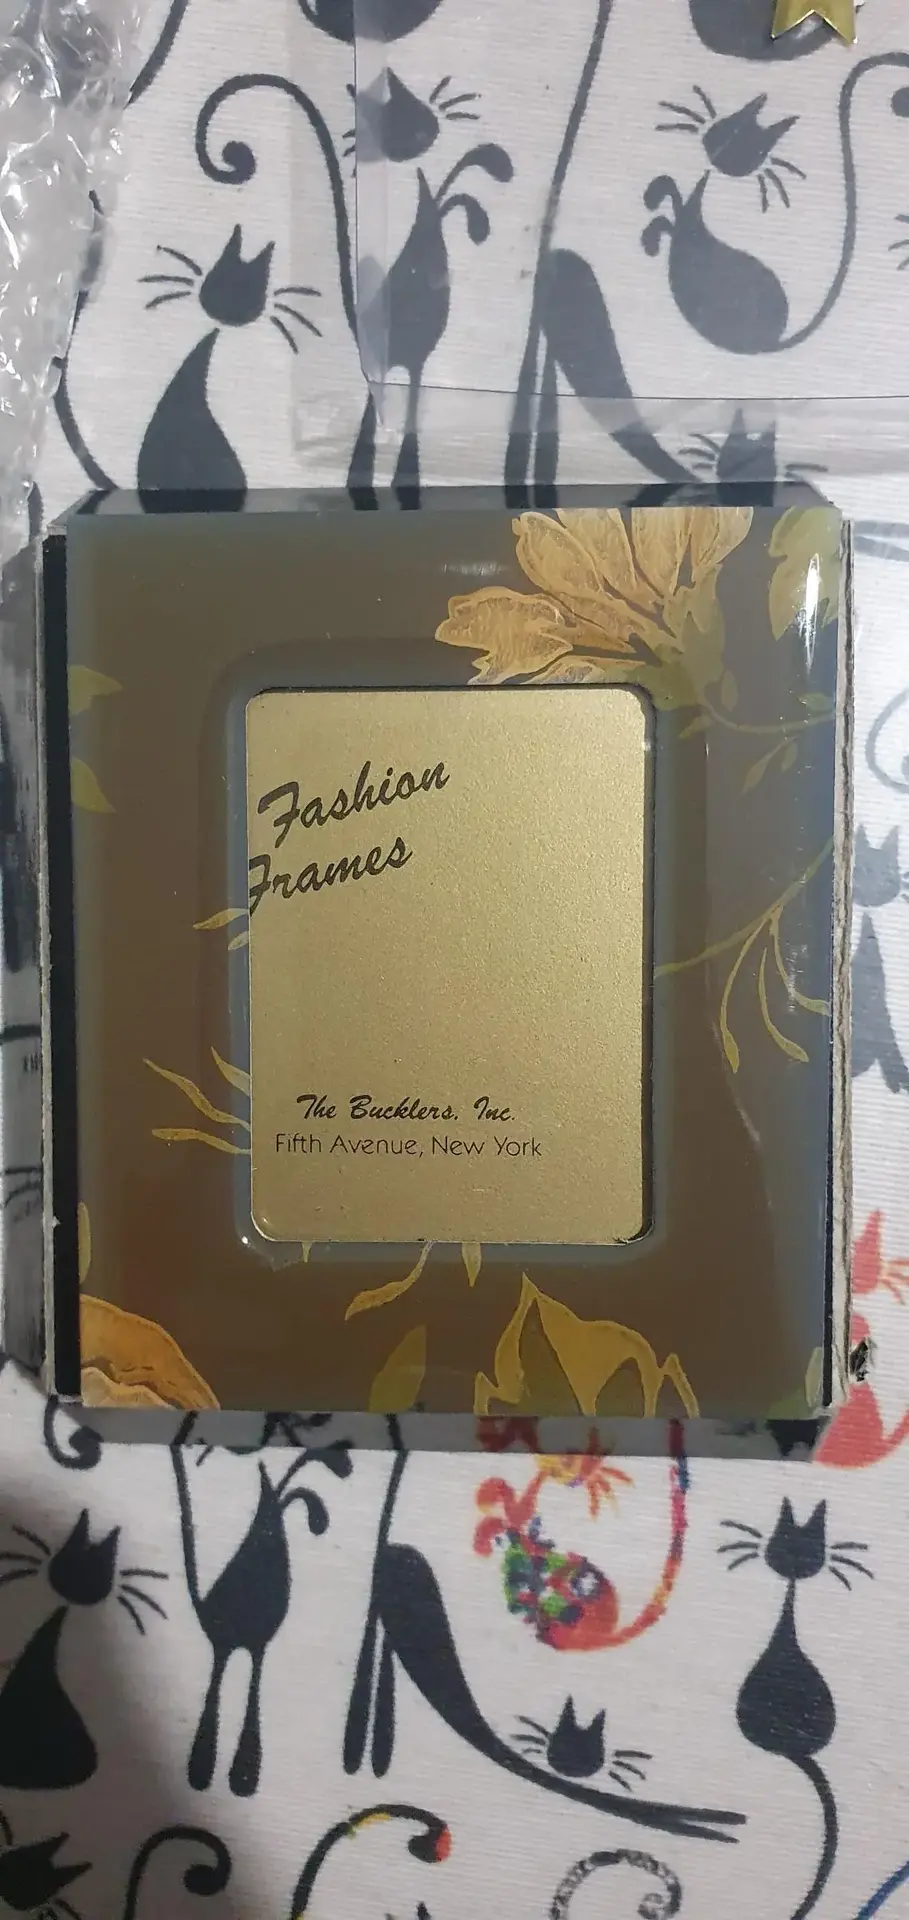 Fashion
Frames
The Bucklers, Inc.
Fifth Avenue, New York